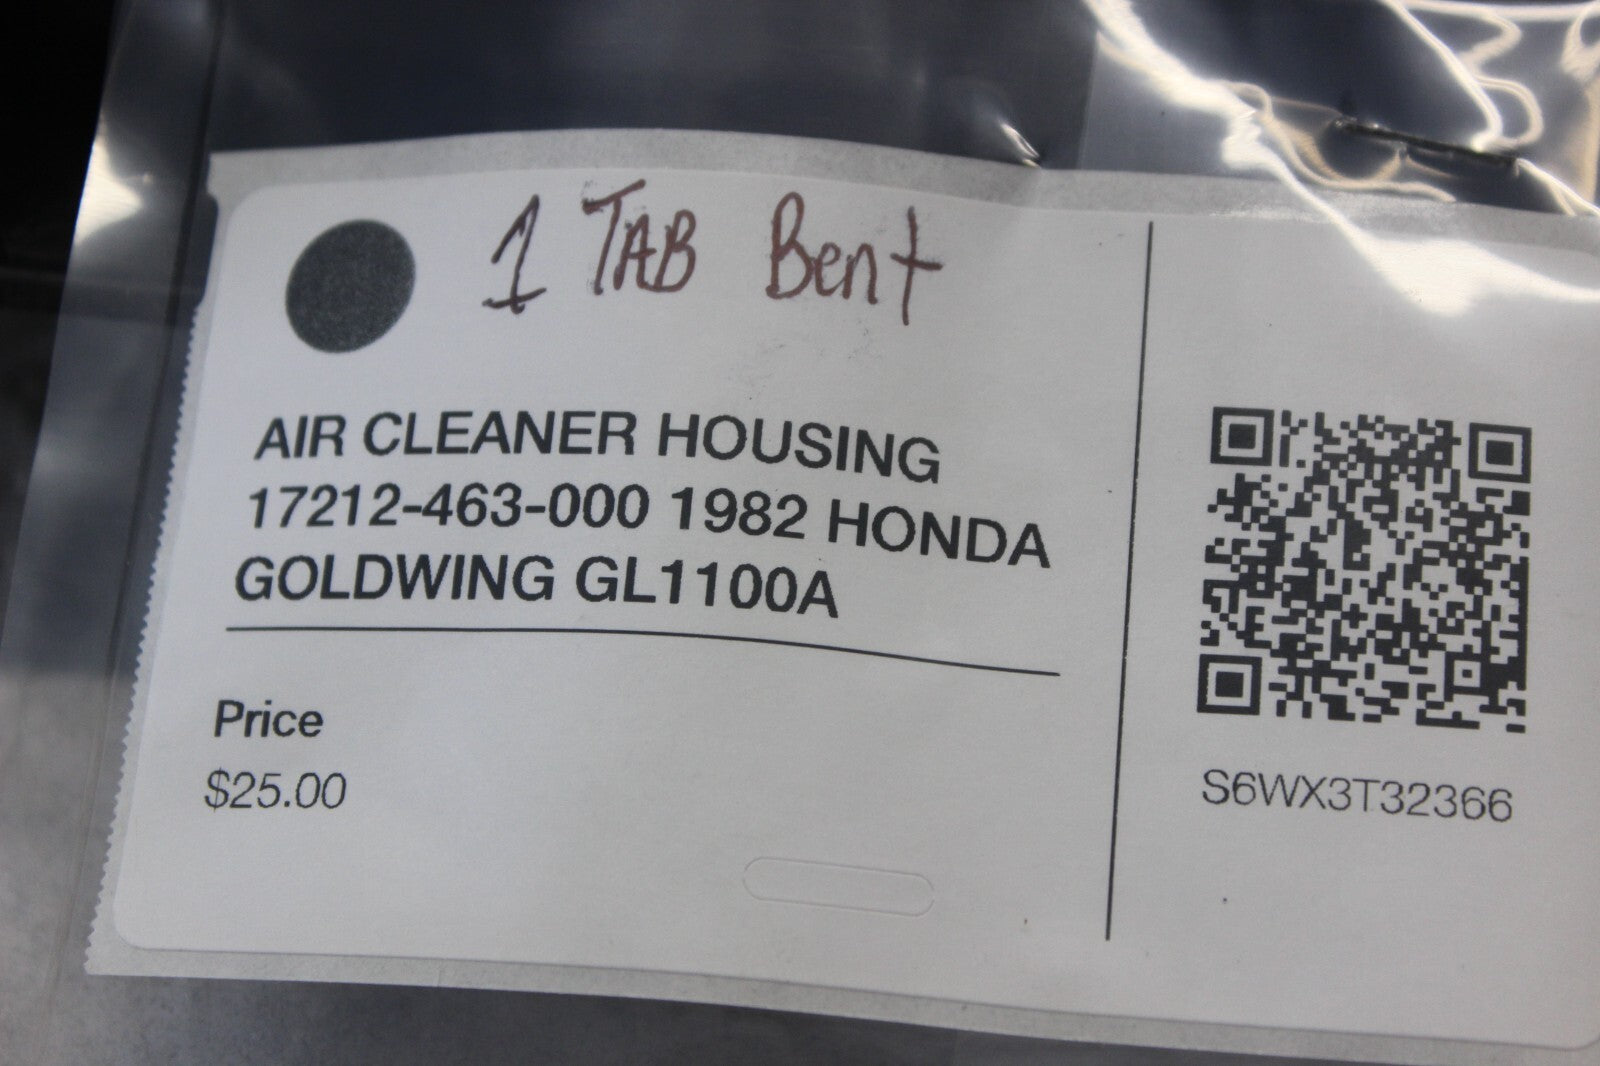 1 TAB Bent
AIR CLEANER HOUSING
17212-463-000 1982 HONDA
GOLDWING GL1100A
Price
$25.00
S6WX3T32366